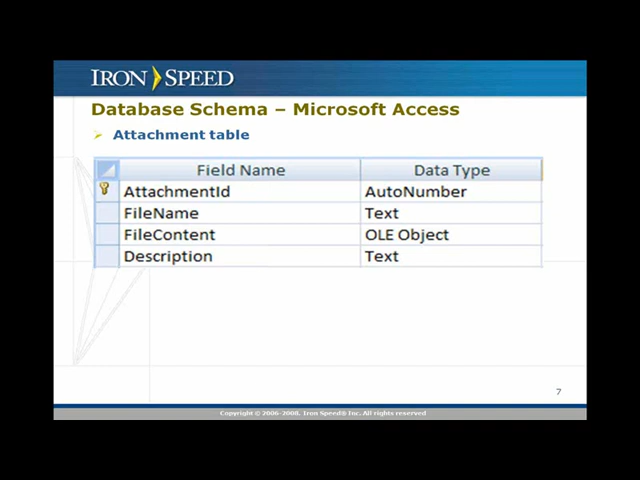 IRON SPEED
Database Schema – Microsoft Access
Attachment table
Field Name Data Type
AttachmentId AutoNumber
FileName Text
FileContent OLE Object
Description Text
7
Copyright © 2006-2008. Iron Speed® Inc. All rights reserved